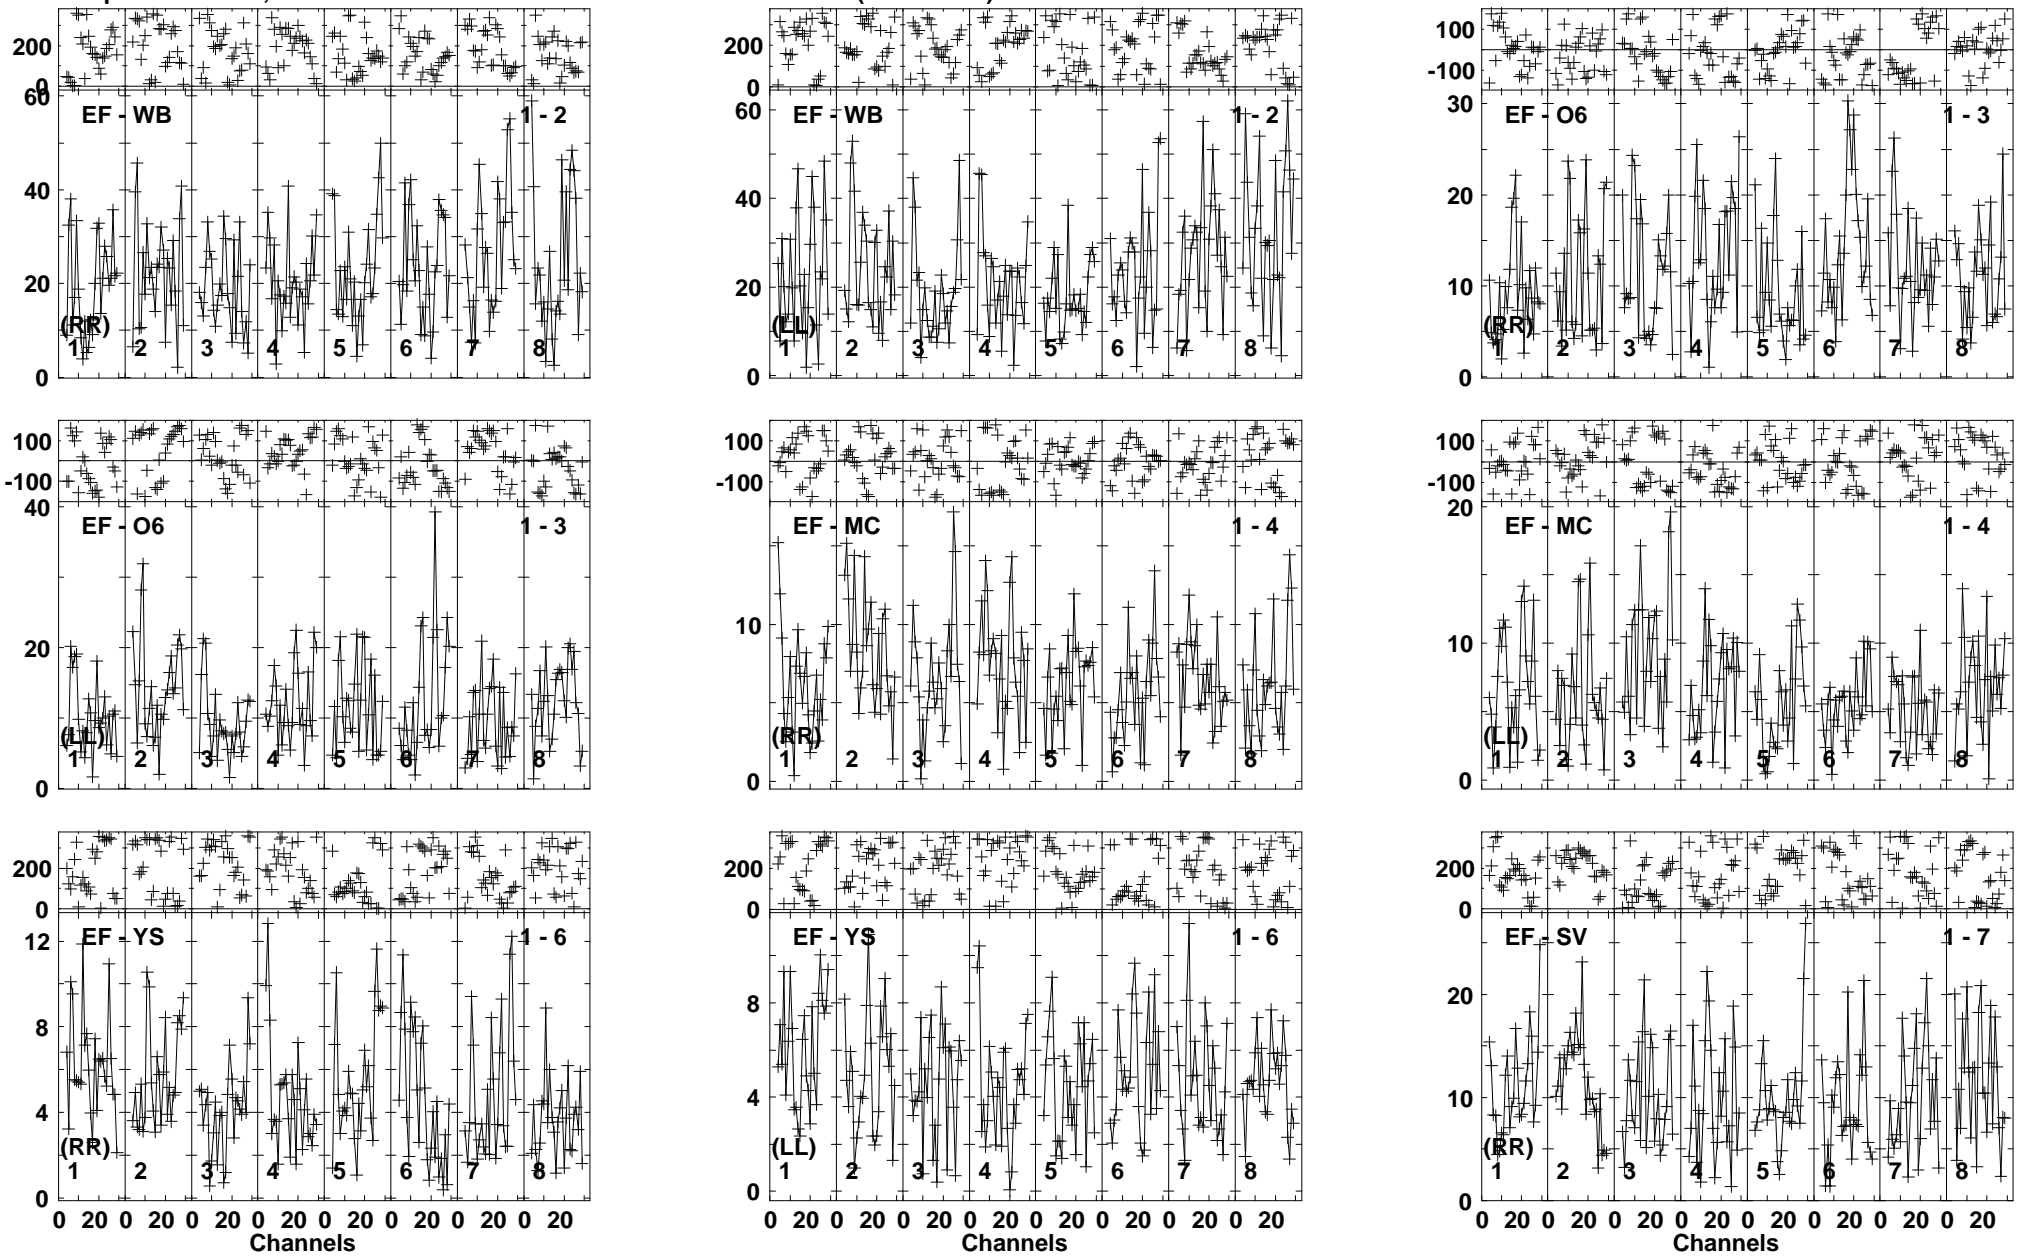 200 0 200 0 100 -100
60 EF - WB 1 - 2 60 EF - WB 1 - 2 30 EF - O6 1 - 3
40 40 20
20 20 10
(RR) (LL) (RR)
1 2 3 4 5 6 7 8 1 2 3 4 5 6 7 8 1 2 3 4 5 6 7 8
0 0 0
100 -100 100 -100 100 -100
40 EF - O6 1 - 3 EF - MC 1 - 4 20 EF - MC 1 - 4
20 10 10
(LL) (RR) (LL)
1 2 3 4 5 6 7 8 1 2 3 4 5 6 7 8 1 2 3 4 5 6 7 8
0 0 0
200 0 200 0 200 0
12 EF - YS 1 - 6 EF - YS 1 - 6 EF - SV 1 - 7
8 8 20
4 4 10
(RR) (LL) (RR)
1 2 3 4 5 6 7 8 1 2 3 4 5 6 7 8 1 2 3 4 5 6 7 8
0 0 0
0 20 0 20 0 20 0 20 0 20 0 20 0 20 0 20 0 20 0 20 0 20 0 20 0 20 0 20 0 20 0 20 0 20 0 20 0 20 0 20 0 20 0 20 0 20 0 20
Channels Channels Channels